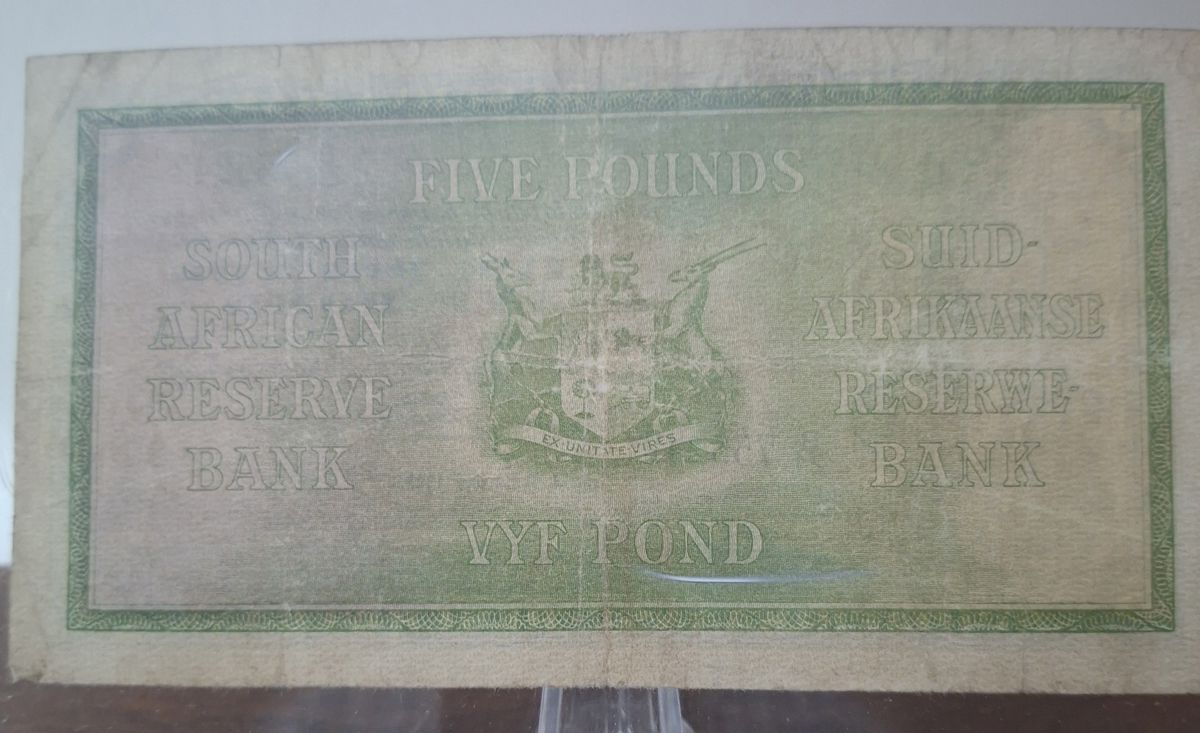 FIVE POUNDS
SOUTH
AFRICAN
RESERVE
BANK
SUID-
AFRIKAANSE
RESERWE-
BANK
EX·UNITATE·VIRES
VYF POND